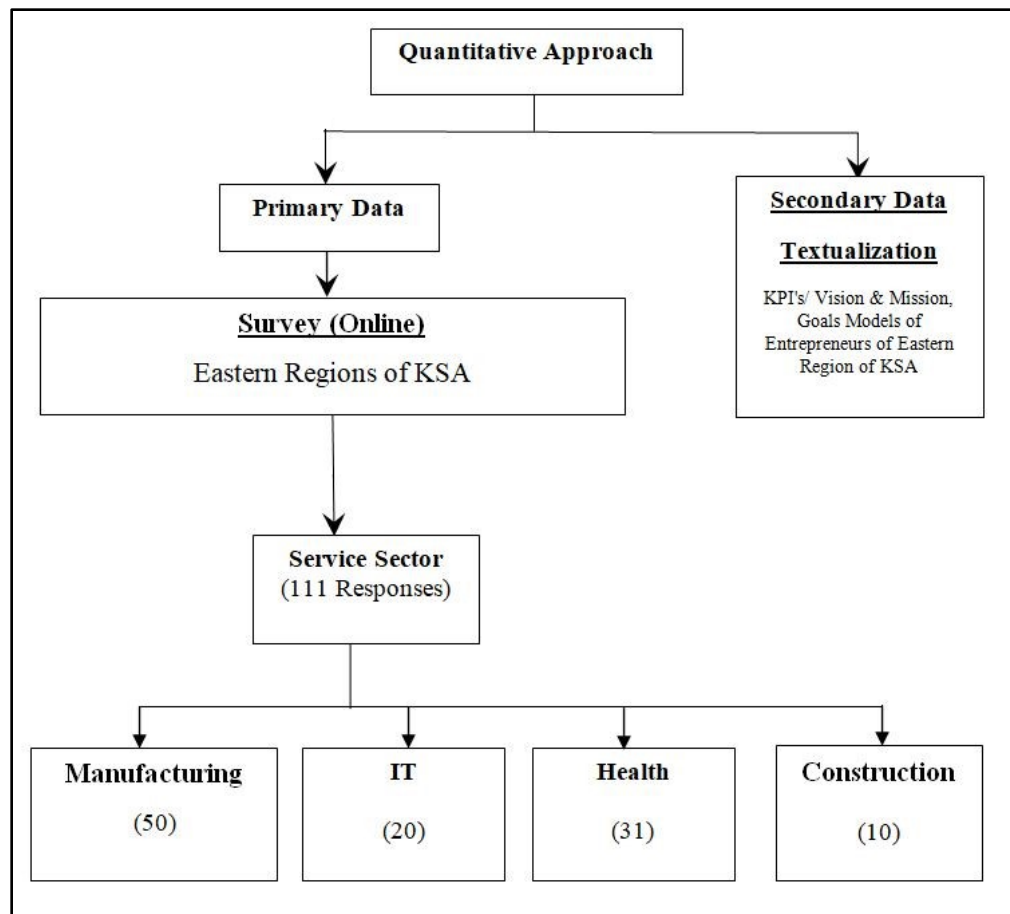 Quantitative Approach
Primary Data
Secondary Data
Textualization
KPI's/ Vision & Mission,
Goals Models of
Entrepreneurs of Eastern
Region of KSA
Survey (Online)
Eastern Regions of KSA
Service Sector
(111 Responses)
Manufacturing
(50)
IT
(20)
Health
(31)
Construction
(10)